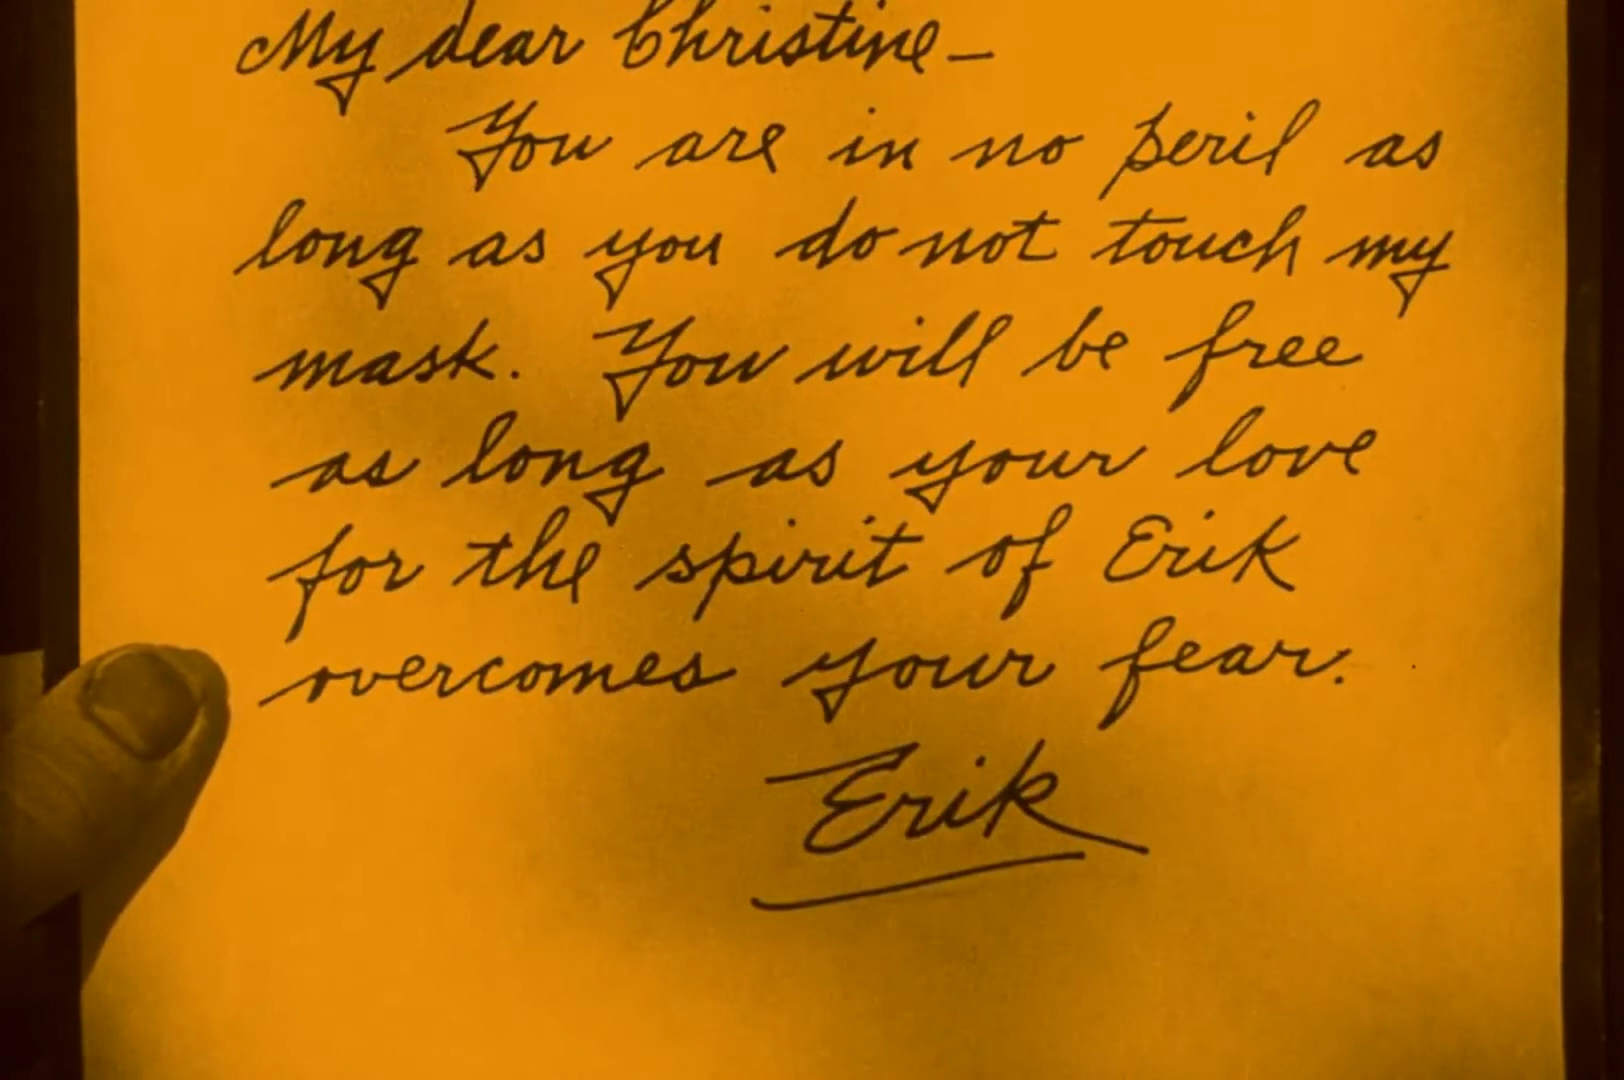 My dear Christine—
You are in no peril as
long as you do not touch my
mask. You will be free
as long as your love
for the spirit of Erik
overcomes your fear.
Erik